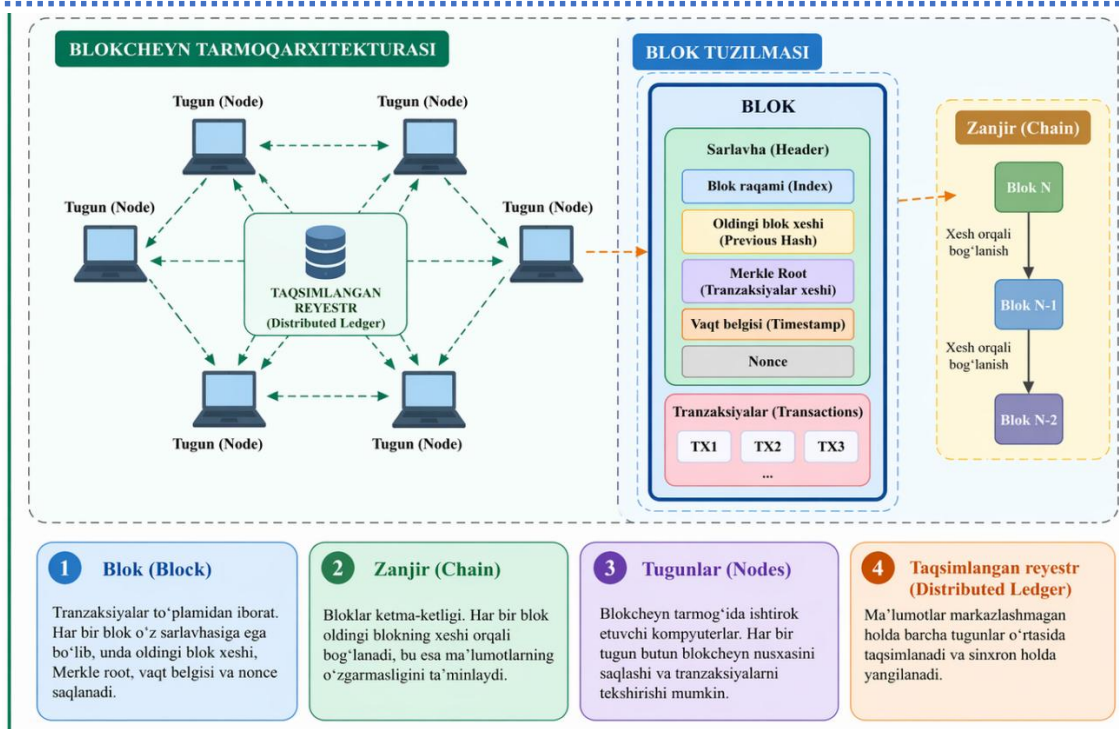 BLOKCHEYN TARMOQARXITEKTURASI
Tugun (Node)
Tugun (Node)
Tugun (Node)
Tugun (Node)
TAQSIMLANGAN
REYESTR
(Distributed Ledger)
Tugun (Node)
Tugun (Node)
BLOK TUZILMASI
BLOK
Sarlavha (Header)
Blok raqami (Index)
Oldingi blok xeshi
(Previous Hash)
Merkle Root
(Tranzaksiyalar xeshi)
Vaqt belgisi (Timestamp)
Nonce
Tranzaksiyalar (Transactions)
TX1 TX2 TX3
...
Zanjir (Chain)
Blok N
Xesh orqali
bog‘lanish
Blok N-1
Xesh orqali
bog‘lanish
Blok N-2
1 Blok (Block)
Tranzaksiyalar to‘plamidan iborat.
Har bir blok o‘z sarlavhasiga ega
bo‘lib, unda oldingi blok xeshi,
Merkle root, vaqt belgisi va nonce
saqlanadi.
2 Zanjir (Chain)
Bloklar ketma-ketligi. Har bir blok
oldingi blokning xeshi orqali
bog‘lanadi, bu esa ma’lumotlarning
o‘zgarmasligini ta’minlaydi.
3 Tugunlar (Nodes)
Blokcheyn tarmog‘ida ishtirok
etuvchi kompyuterlar. Har bir
tugun butun blokcheyn nusxasini
saqlashi va tranzaksiyalarni
tekshirishi mumkin.
4 Taqsimlangan reyestr
(Distributed Ledger)
Ma’lumotlar markazlashmagan
holda barcha tugunlar o‘rtasida
taqsimlanadi va sinxron holda
yangilanadi.